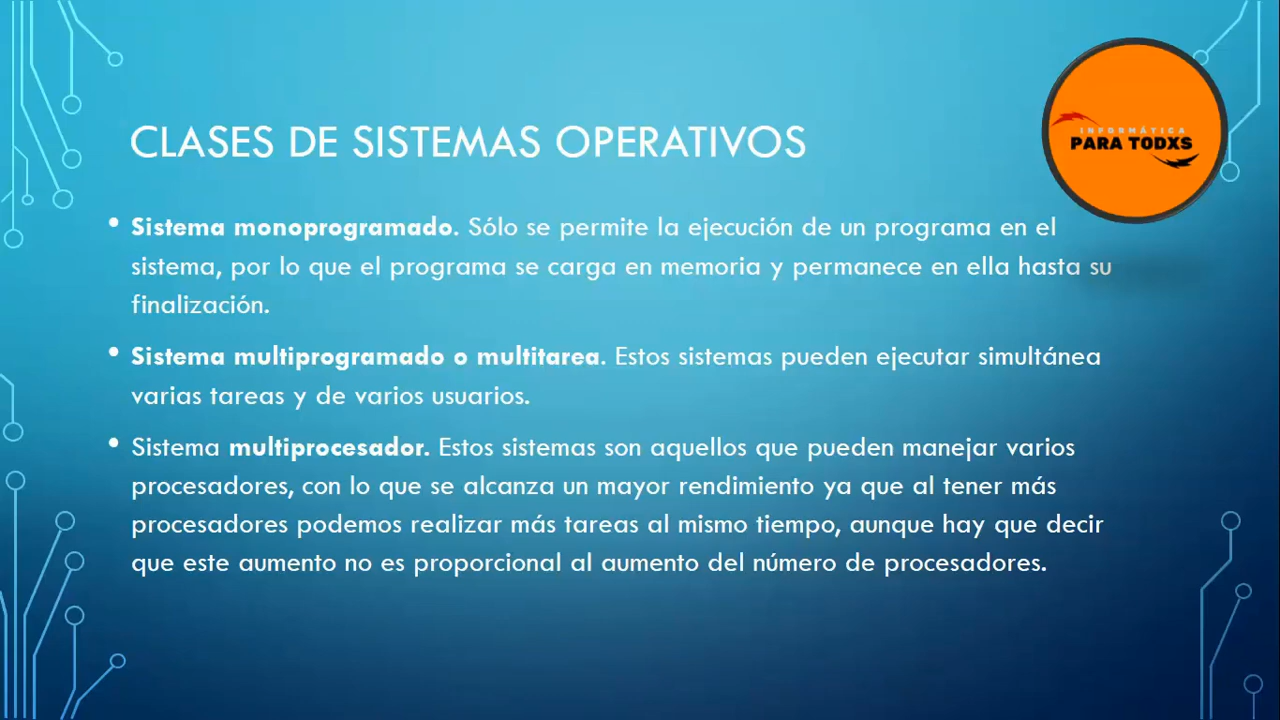 INFORMÁTICA
PARA TODXS
CLASES DE SISTEMAS OPERATIVOS
• Sistema monoprogramado. Sólo se permite la ejecución de un programa en el
sistema, por lo que el programa se carga en memoria y permanece en ella hasta su
finalización.
• Sistema multiprogramado o multitarea. Estos sistemas pueden ejecutar simultánea
varias tareas y de varios usuarios.
• Sistema multiprocesador. Estos sistemas son aquellos que pueden manejar varios
procesadores, con lo que se alcanza un mayor rendimiento ya que al tener más
procesadores podemos realizar más tareas al mismo tiempo, aunque hay que decir
que este aumento no es proporcional al aumento del número de procesadores.